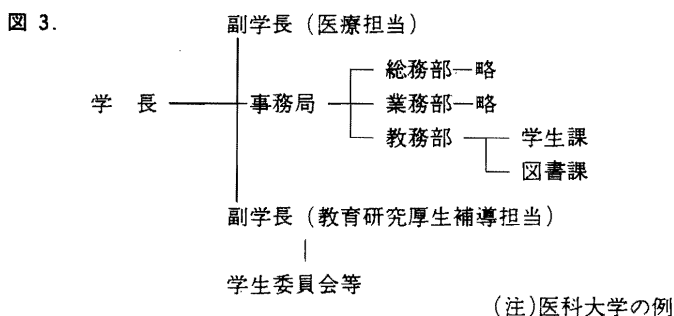 図 3.
副学長（医療担当）
総務部―略
学　長
事務局
業務部―略
教務部
学生課
図書課
副学長（教育研究厚生補導担当）
学生委員会等
（注）医科大学の例